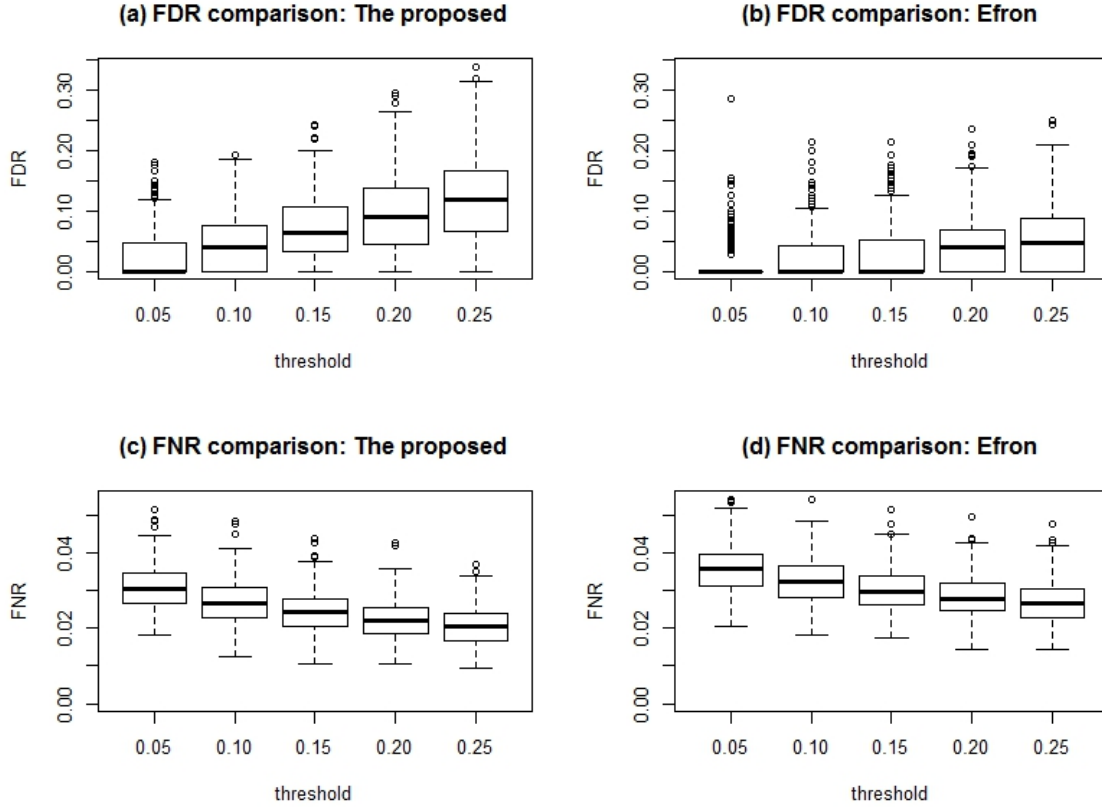 (a) FDR comparison: The proposed
FDR
0.00
0.10
0.20
0.30
0.05 0.10 0.15 0.20 0.25
threshold
(b) FDR comparison: Efron
FDR
0.00
0.10
0.20
0.30
0.05 0.10 0.15 0.20 0.25
threshold
(c) FNR comparison: The proposed
FNR
0.00
0.02
0.04
0.05 0.10 0.15 0.20 0.25
threshold
(d) FNR comparison: Efron
FNR
0.00
0.02
0.04
0.05 0.10 0.15 0.20 0.25
threshold